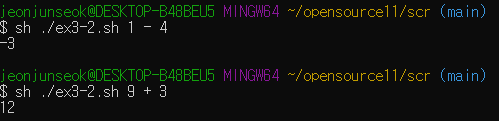 jeonjunseok@DESKTOP-B48BEU5 MINGW64 ~/opensource11/scr (main)
$ sh ./ex3-2.sh 1 - 4
-3
jeonjunseok@DESKTOP-B48BEU5 MINGW64 ~/opensource11/scr (main)
$ sh ./ex3-2.sh 9 + 3
12